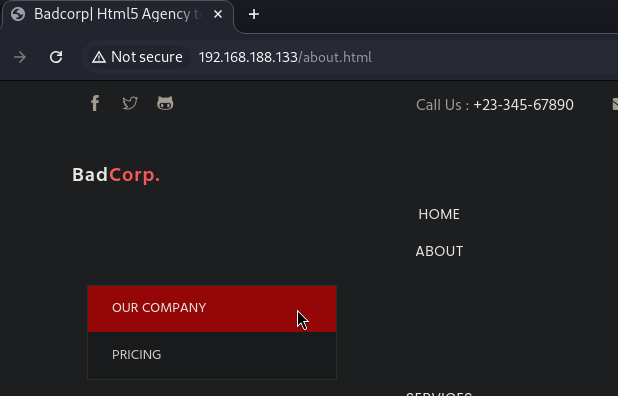 Badcorp| Html5 Agency t
Not secure 192.168.188.133/about.html
Call Us : +23-345-67890
BadCorp.
HOME
ABOUT
OUR COMPANY
PRICING
SERVICES